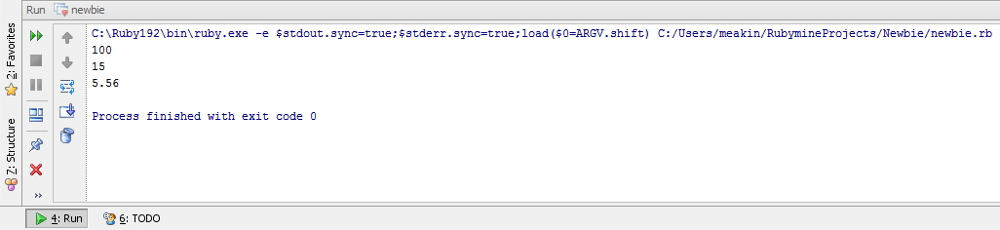 Run newbie
C:\Ruby192\bin\ruby.exe -e $stdout.sync=true;$stderr.sync=true;load($0=ARGV.shift) C:/Users/meakin/RubymineProjects/Newbie/newbie.rb
100
15
5.56
Process finished with exit code 0
2: Favorites
Z: Structure
4: Run
6: TODO